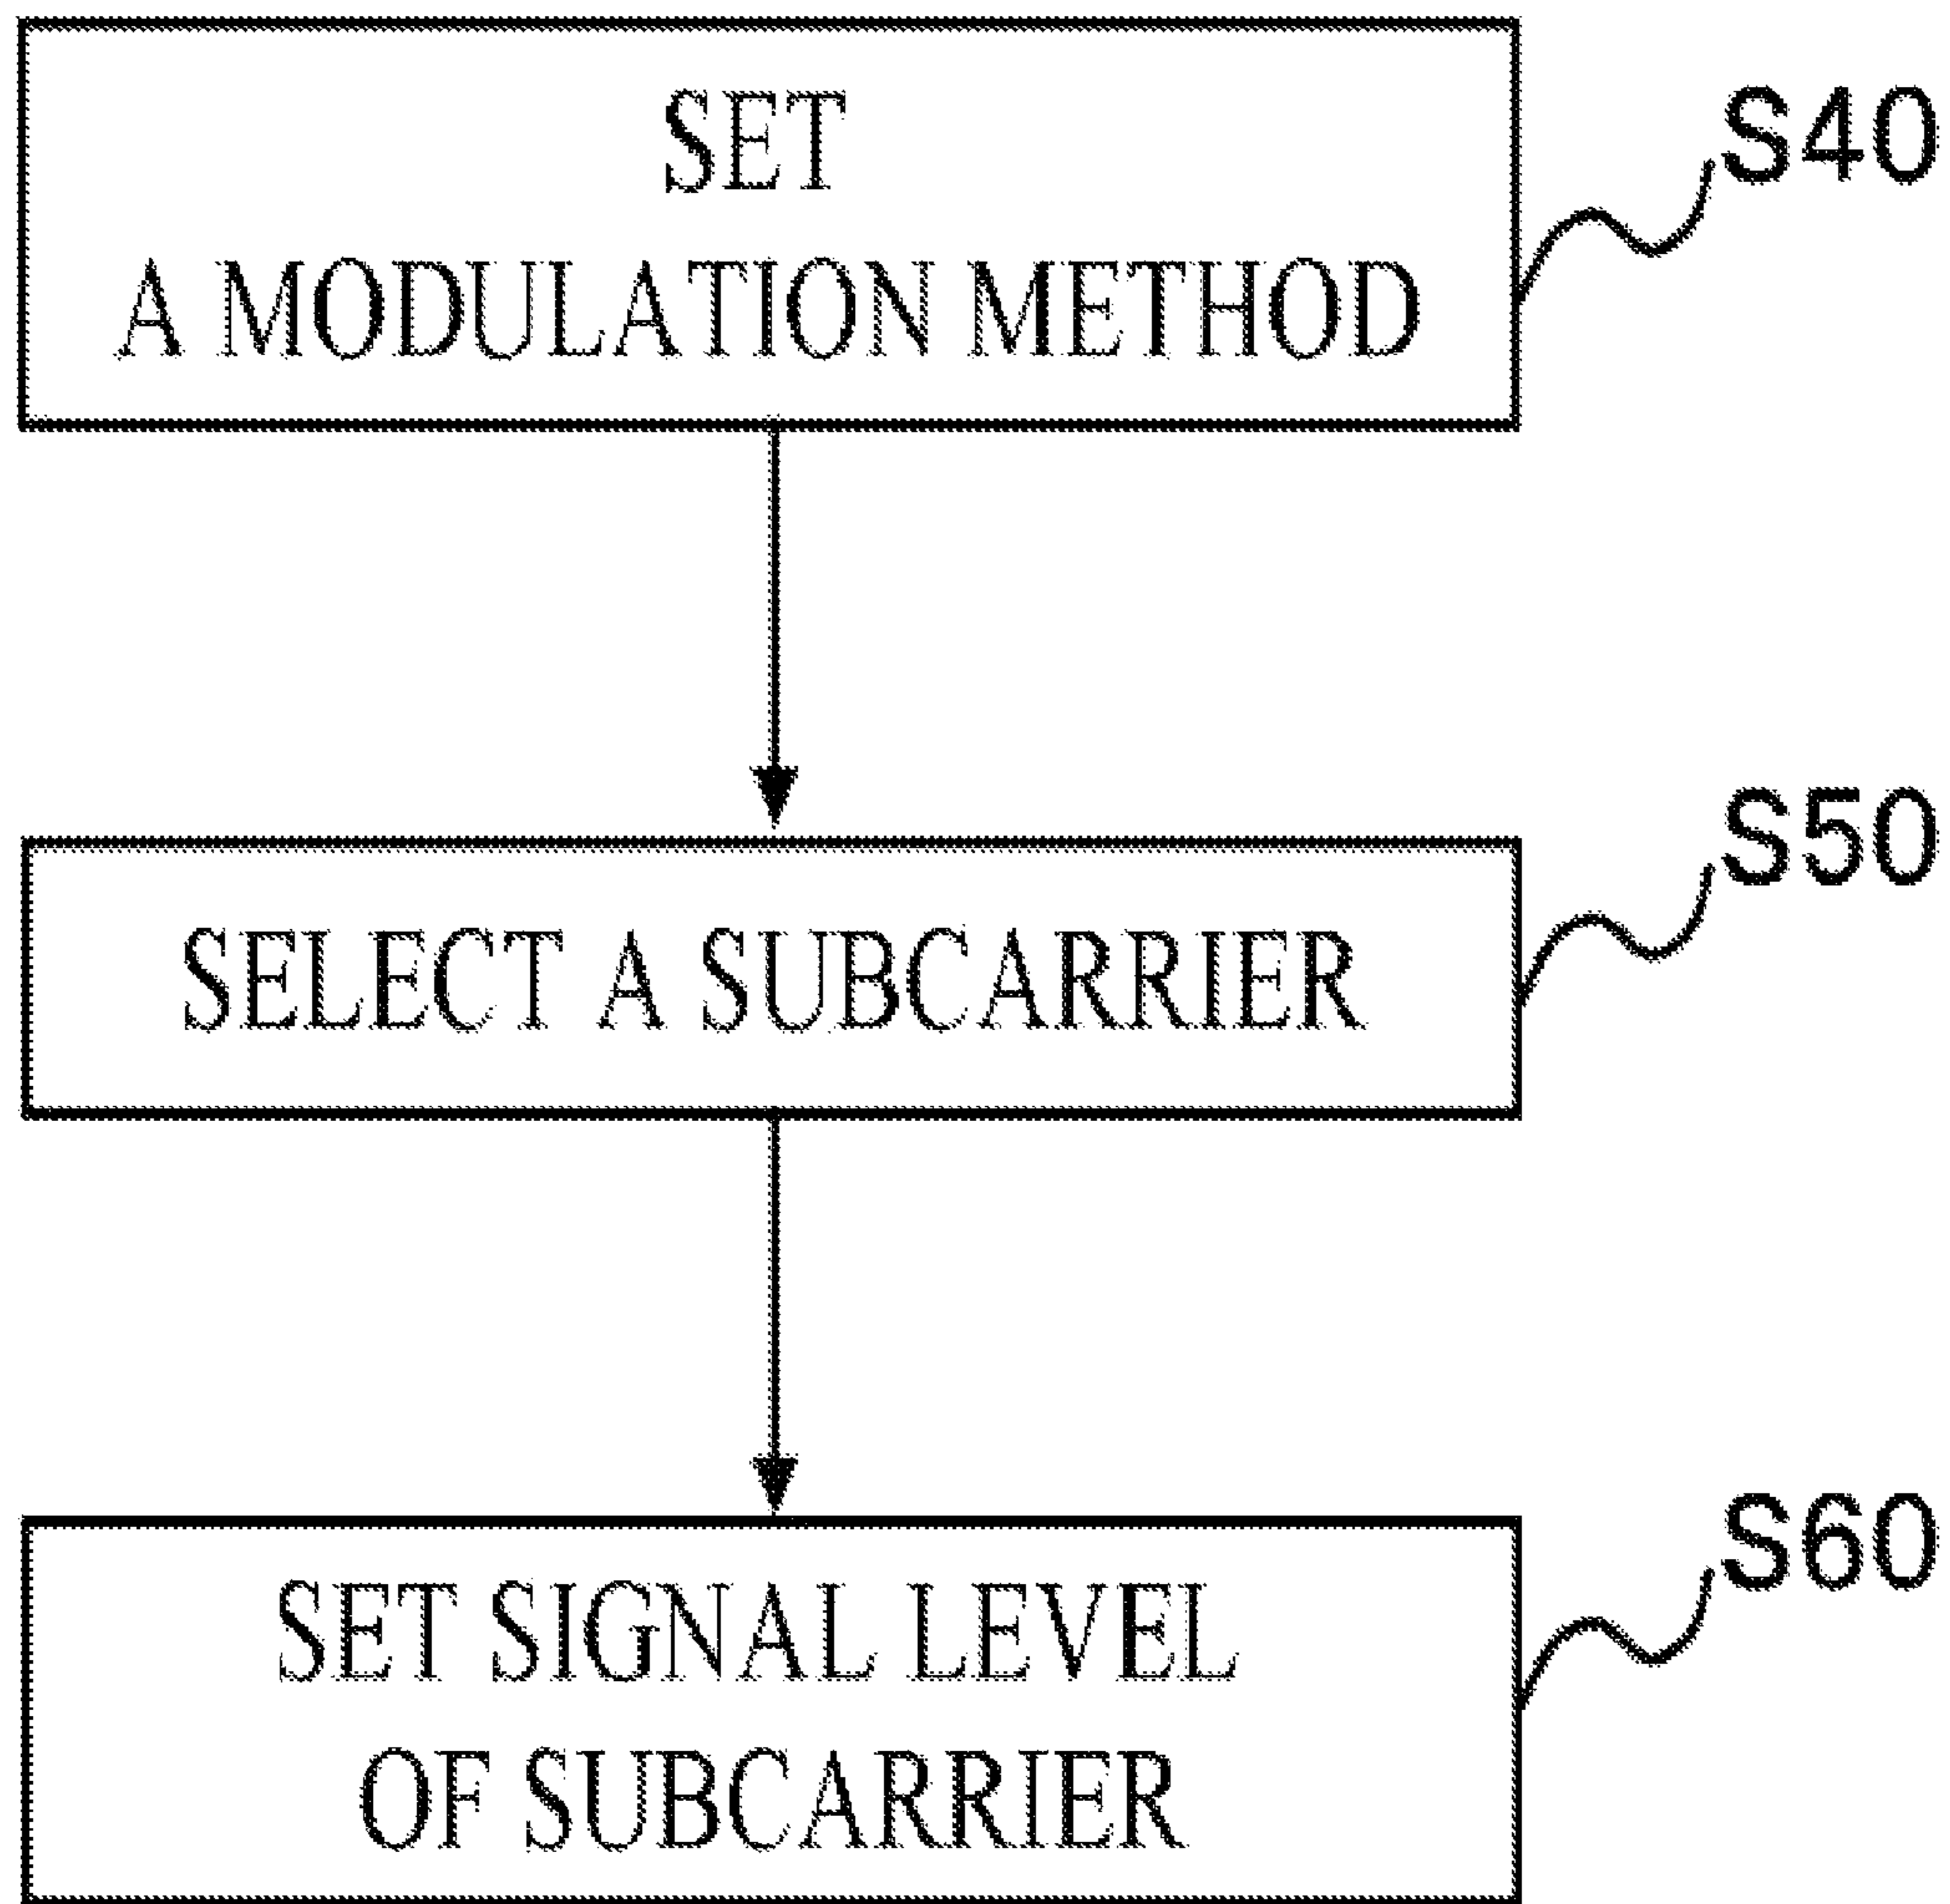 SET
A MODULATION METHOD
S40
SELECT A SUBCARRIER
S50
SET SIGNAL LEVEL
OF SUBCARRIER
S60